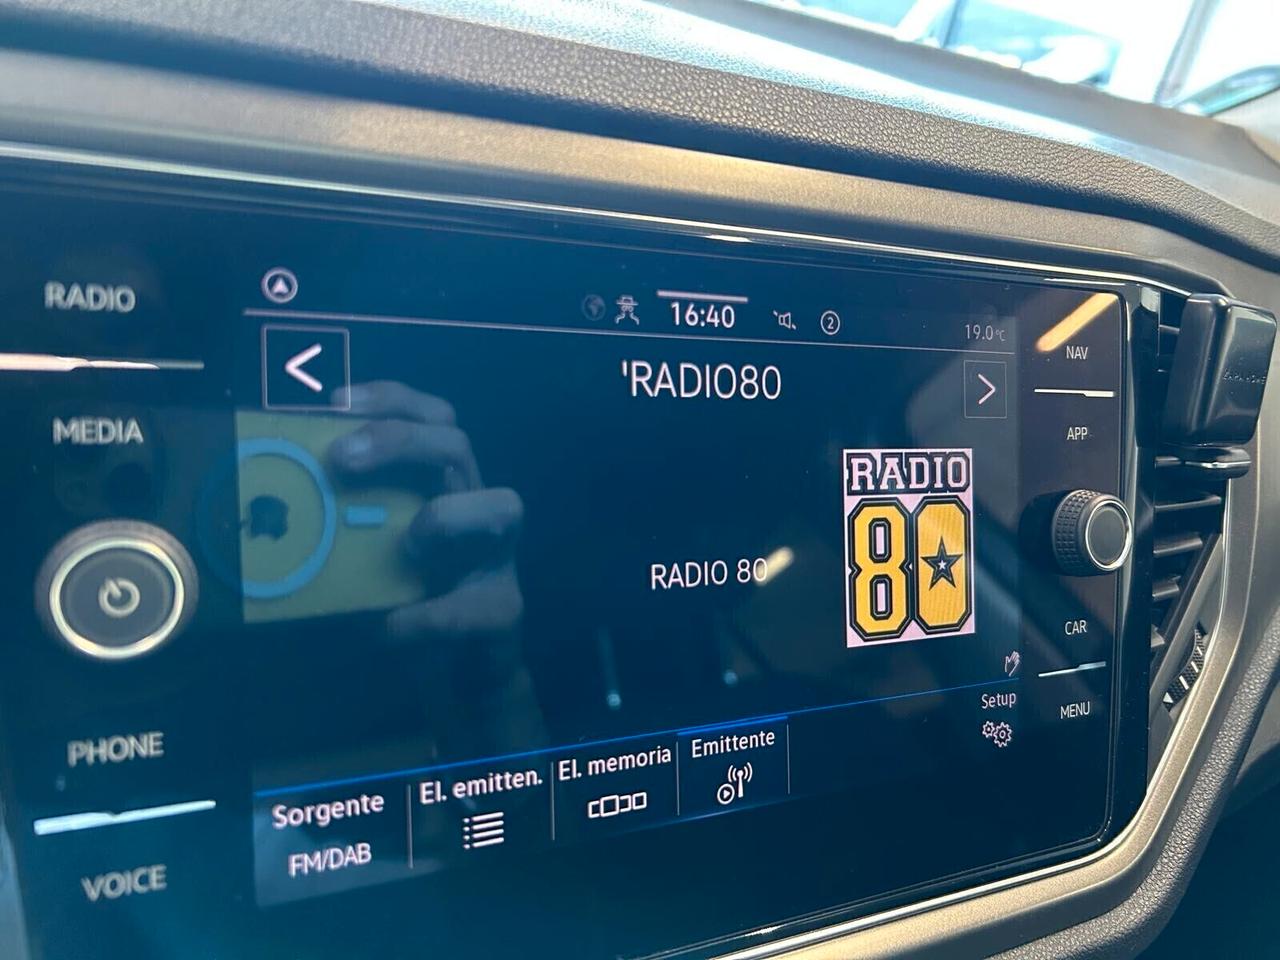 RADIO
MEDIA
PHONE
VOICE
16:40
2
19.0°C
'RADIO80
RADIO 80
RADIO
80
Setup
Sorgente
FM/DAB
El. emitten.
El. memoria
Emittente
NAV
APP
CAR
MENU